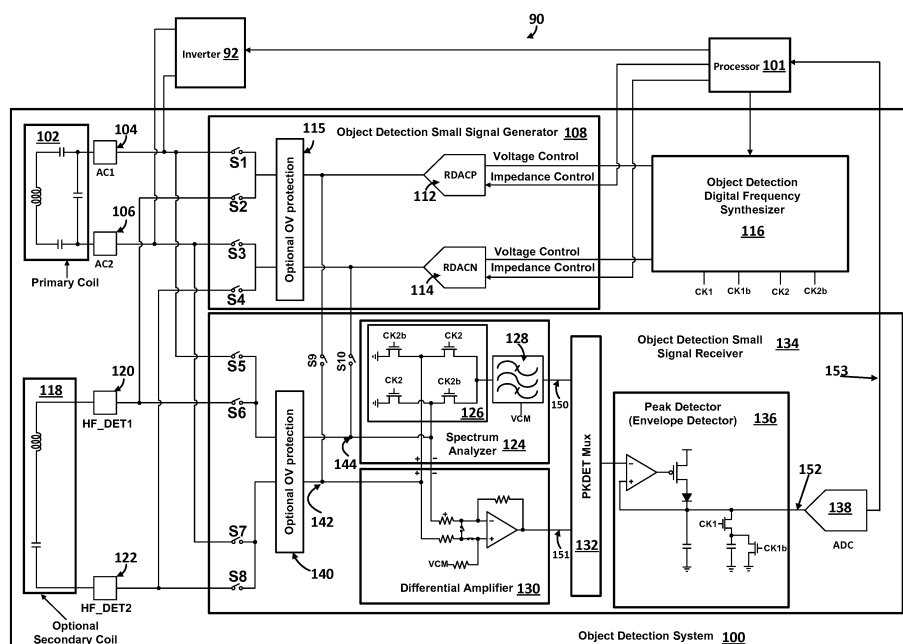 90
Inverter 92
Processor 101
102
104
AC1
106
AC2
Primary Coil
115
Object Detection Small Signal Generator 108
S1
S2
S3
S4
Optional OV protection
RDACP
112
Voltage Control
Impedance Control
RDACN
114
Voltage Control
Impedance Control
Object Detection
Digital Frequency
Synthesizer
116
CK1
CK1b
CK2
CK2b
118
120
HF_DET1
122
HF_DET2
Optional
Secondary Coil
S5
S6
S7
S8
S9
S10
Optional OV protection
140
142
144
CK2b
CK2
CK2
CK2b
126
128
VCM
Spectrum
Analyzer 124
150
+ -
+ -
+
-
+
VCM
151
Differential Amplifier 130
PKDET Mux
132
Object Detection Small
Signal Receiver 134
153
Peak Detector
(Envelope Detector) 136
-
+
CK1
CK1b
152
138
ADC
Object Detection System 100